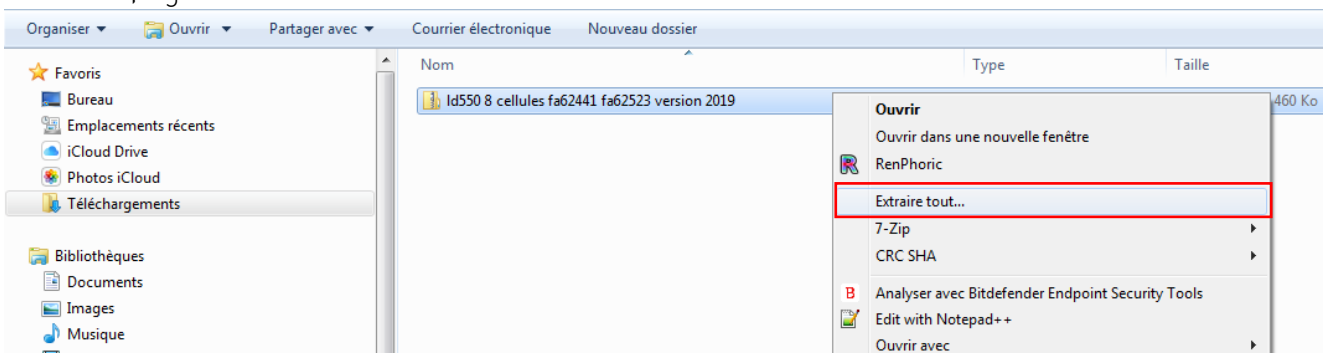 Organiser Ouvrir Partager avec Courrier électronique Nouveau dossier
Favoris
Bureau
Emplacements récents
iCloud Drive
Photos iCloud
Téléchargements
Bibliothèques
Documents
Images
Musique
Nom Type Taille
ld550 8 cellules fa62441 fa62523 version 2019 460 Ko
Ouvrir
Ouvrir dans une nouvelle fenêtre
RenPhoric
Extraire tout...
7-Zip
CRC SHA
Analyser avec Bitdefender Endpoint Security Tools
Edit with Notepad++
Ouvrir avec